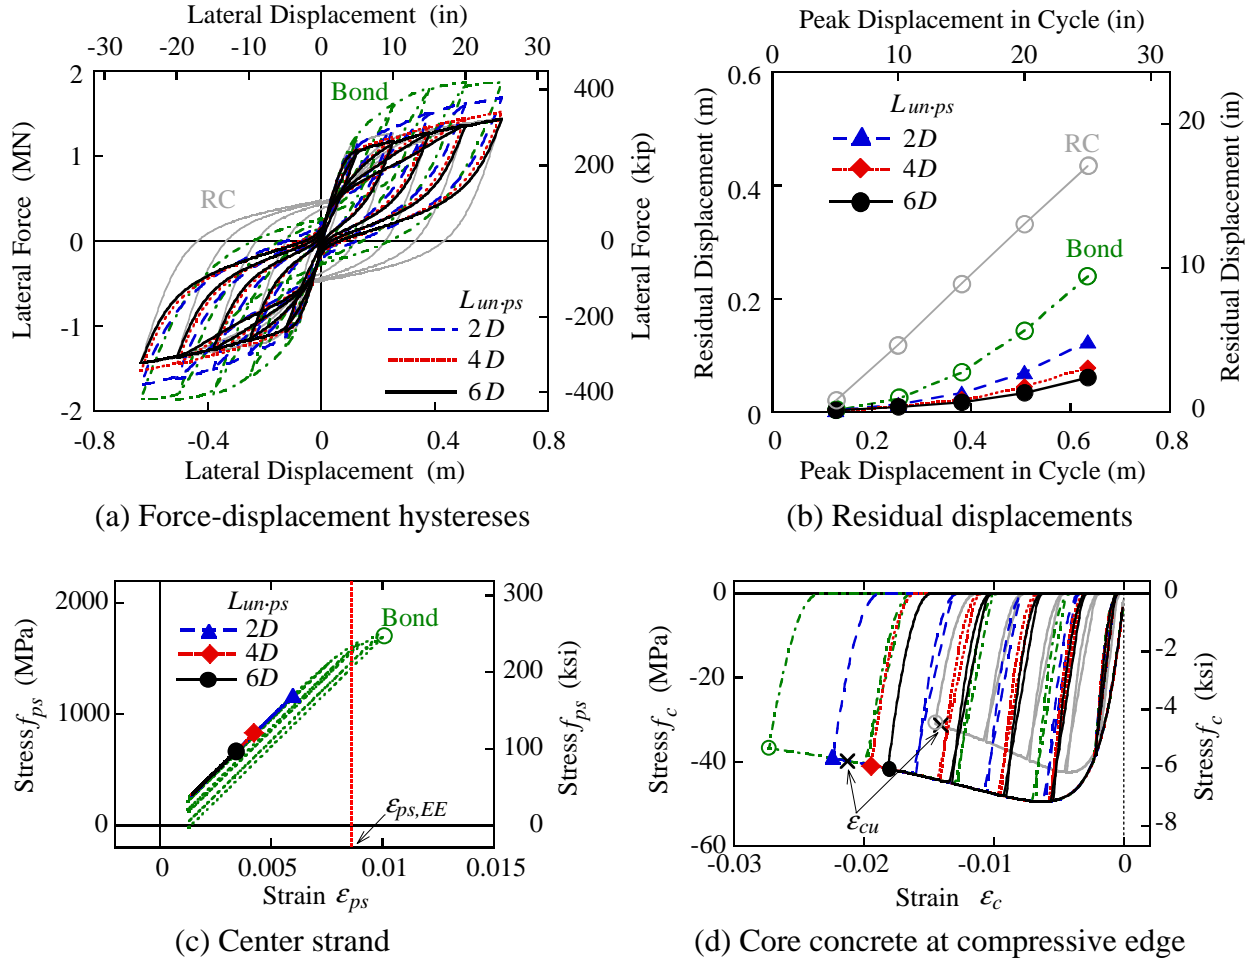 Lateral Displacement (in)
-30 -20 -10 0 10 20 30
2
1
0
-1
-2
Lateral Force (MN)
400
200
0
-200
-400
Lateral Force (kip)
Bond
RC
Lun·ps
2D
4D
6D
-0.8 -0.4 0 0.4 0.8
Lateral Displacement (m)
(a) Force-displacement hystereses
Peak Displacement in Cycle (in)
5 10 15 20 25 30
0.6
0.4
0.2
0
Residual Displacement (m)
20
10
0
Residual Displacement (in)
Lun·ps
2D
4D
6D
RC
Bond
0 0.2 0.4 0.6 0.8
Peak Displacement in Cycle (m)
(b) Residual displacements
2000
1000
0
Stress fps (MPa)
300
200
100
0
Stress fps (ksi)
Lun·ps
2D
4D
6D
Bond
εps,EE
0 0.005 0.01 0.015
Strain εps
(c) Center strand
0
-20
-40
-60
Stress fc (MPa)
0
-2
-4
-6
-8
Stress fc (ksi)
εcu
-0.03 -0.02 -0.01 0
Strain εc
(d) Core concrete at compressive edge